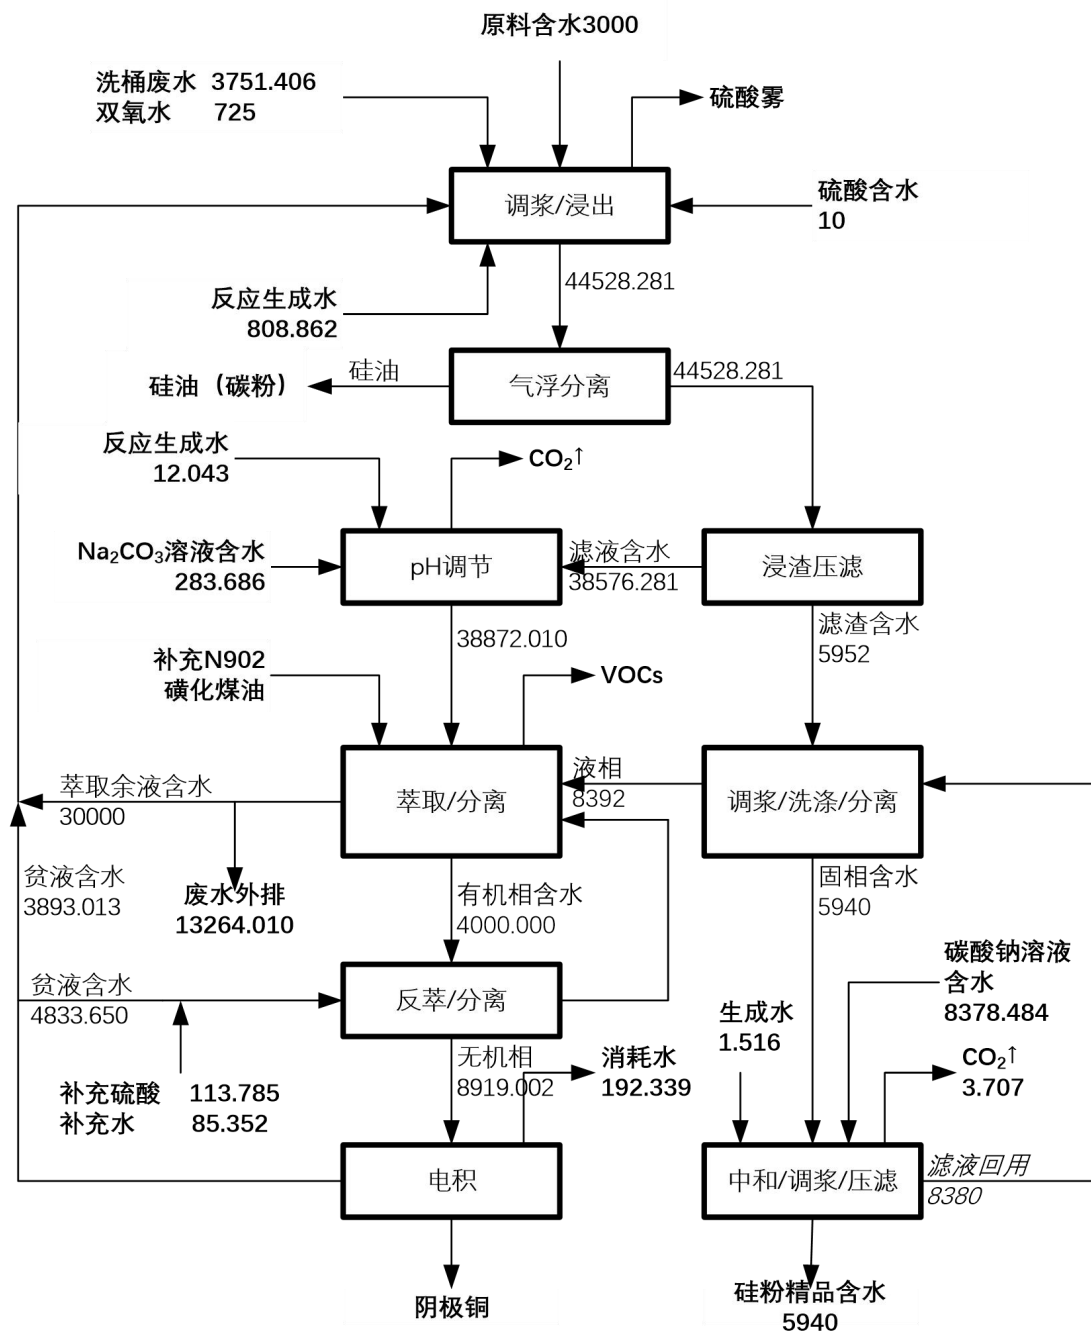 原料含水3000
洗桶废水 3751.406
双氧水 725
硫酸雾
调浆/浸出
硫酸含水
10
反应生成水
808.862
44528.281
硅油（碳粉）
硅油
气浮分离
44528.281
反应生成水
12.043
CO₂↑
Na₂CO₃溶液含水
283.686
pH调节
滤液含水
38576.281
浸渣压滤
38872.010
滤渣含水
5952
补充N902
磺化煤油
VOCs
萃取余液含水
30000
萃取/分离
液相
8392
调浆/洗涤/分离
贫液含水
3893.013
废水外排
13264.010
有机相含水
4000.000
固相含水
5940
贫液含水
4833.650
反萃/分离
碳酸钠溶液
含水
8378.484
生成水
1.516
无机相
8919.002
消耗水
192.339
CO₂↑
3.707
补充硫酸 113.785
补充水 85.352
电积
中和/调浆/压滤
滤液回用
8380
阴极铜
硅粉精品含水
5940